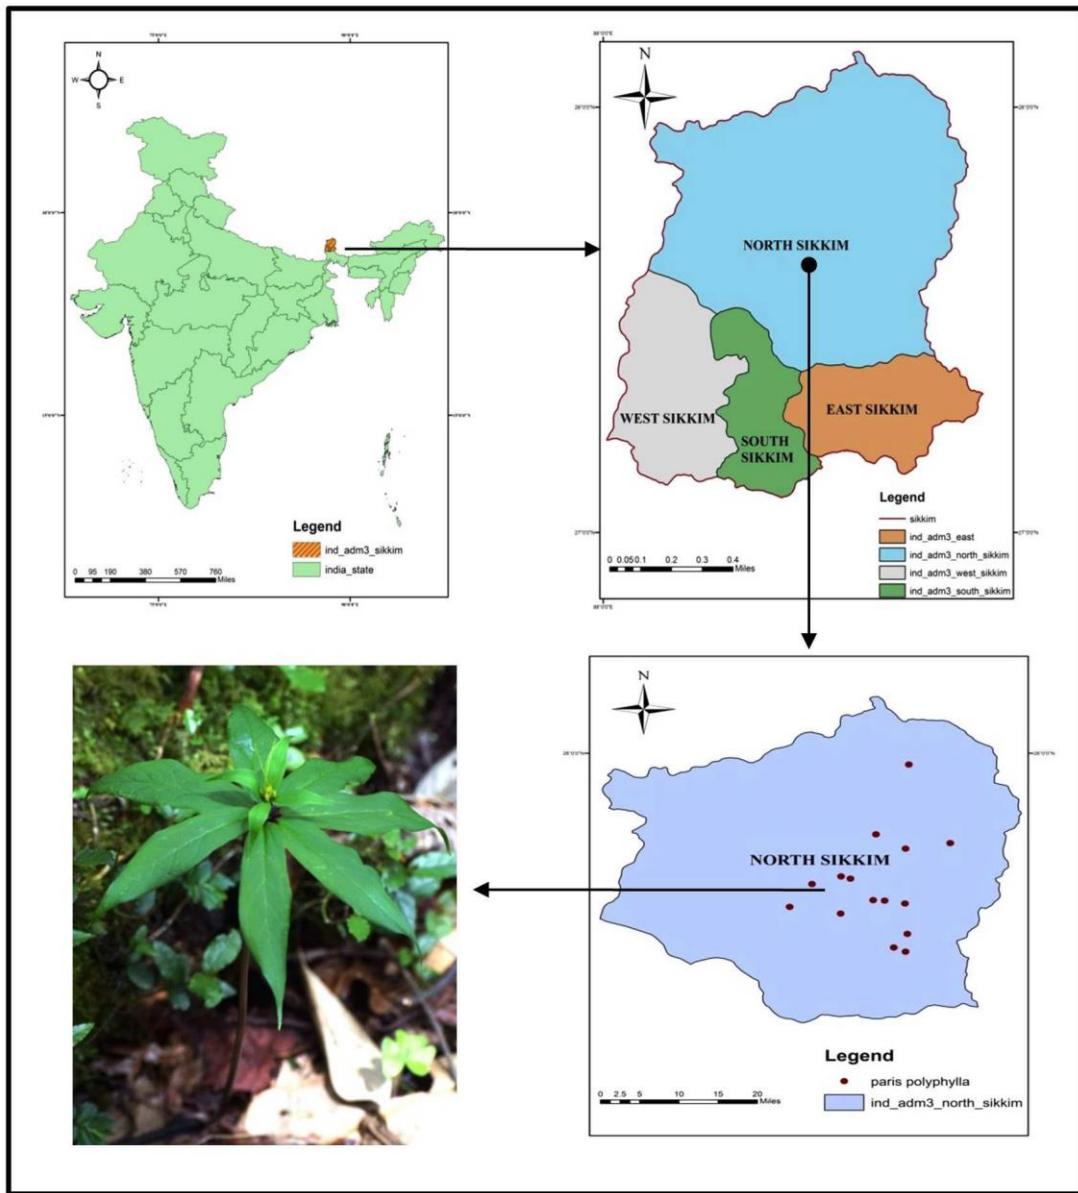 N
W
E
S
Legend
ind_adm3_sikkim
india_state
0 95 190 380 570 760
Miles
N
NORTH SIKKIM
WEST SIKKIM
EAST SIKKIM
SOUTH
SIKKIM
Legend
sikkim
ind_adm3_east
ind_adm3_north_sikkim
ind_adm3_west_sikkim
ind_adm3_south_sikkim
0 0.05 0.1 0.2 0.3 0.4
Miles
N
NORTH SIKKIM
Legend
paris polyphylla
ind_adm3_north_sikkim
0 2.5 5 10 15 20
Miles